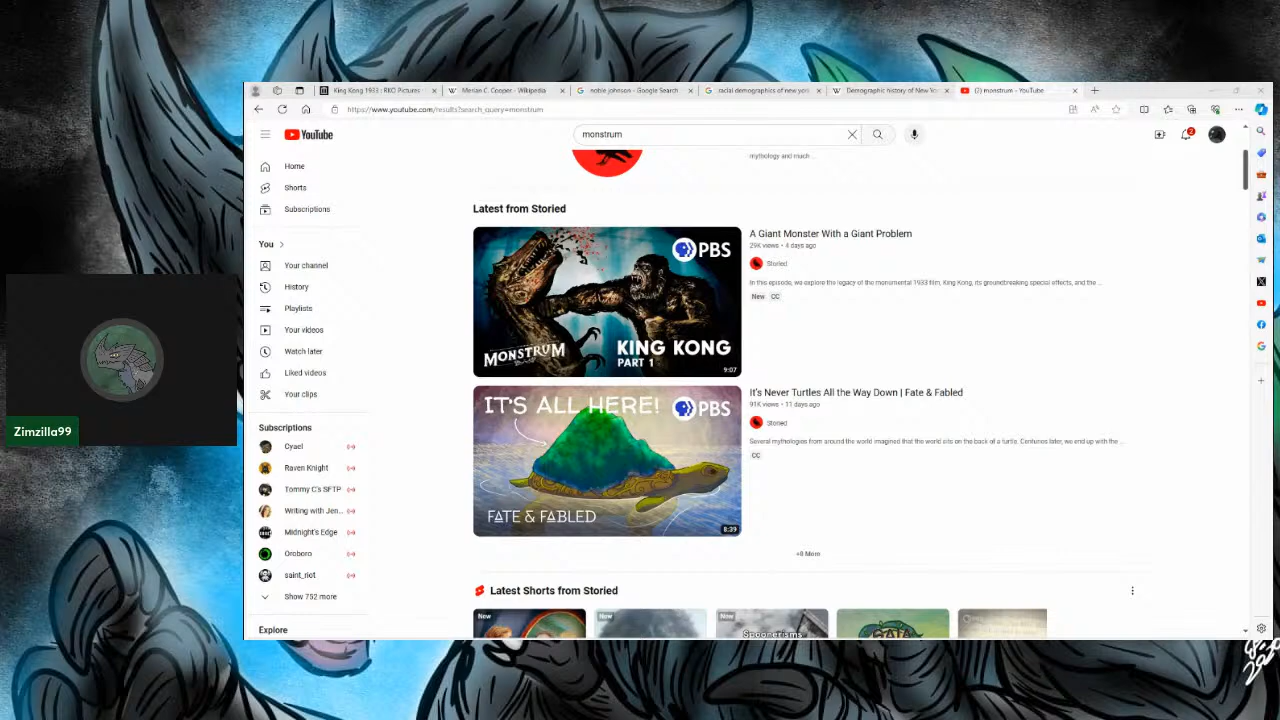 King Kong 1933 : RKO Pictures
Merian C. Cooper - Wikipedia
noble johnson - Google Search
racial demographics of new yor
Demographic history of New Yo
(2) monstrum - YouTube
https://www.youtube.com/results?search_query=monstrum
YouTube
monstrum
2
mythology and much ...
Home
Shorts
Subscriptions
You
Your channel
History
Playlists
Your videos
Watch later
Liked videos
Your clips
Subscriptions
Cyael
Raven Knight
Tommy C's SFTP
Writing with Jen...
Midnight's Edge
Oroboro
saint_riot
Show 752 more
Explore
Latest from Storied
PBS
MONSTRUM
KING KONG
PART 1
9:07
A Giant Monster With a Giant Problem
29K views • 4 days ago
Storied
In this episode, we explore the legacy of the monumental 1933 film, King Kong, its groundbreaking special effects, and the ...
New CC
IT'S ALL HERE!
PBS
FATE & FABLED
8:39
It's Never Turtles All the Way Down | Fate & Fabled
91K views • 11 days ago
Storied
Several mythologies from around the world imagined that the world sits on the back of a turtle. Centuries later, we end up with the ...
CC
+8 More
Latest Shorts from Storied
New
New
New
Spoonerisms
GAIA
Zimzilla99